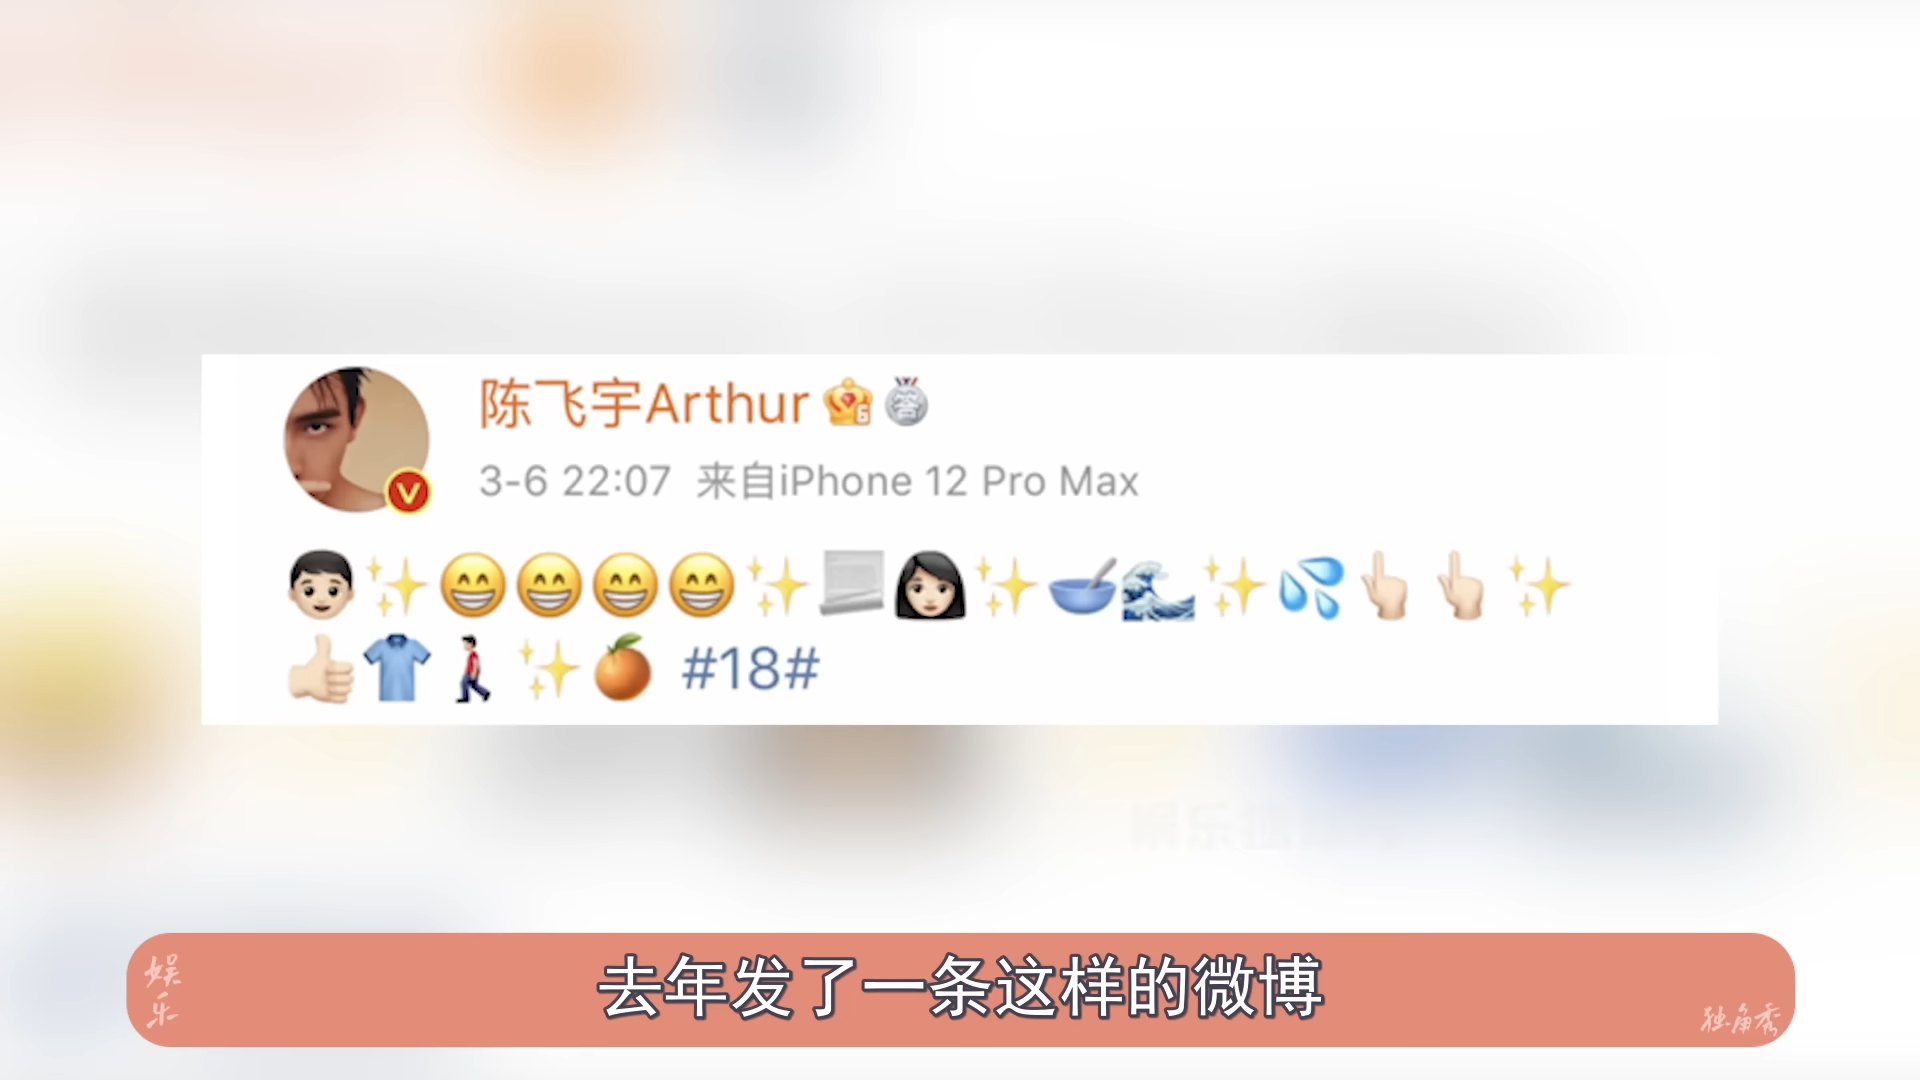 陈飞宇Arthur
3-6 22:07 来自iPhone 12 Pro Max
👦🏻✨😁😁😁😁✨📃👩🏻✨🥣🌊✨💦👆🏻👆🏻✨
👍🏻👕🚶🏻✨🍊 #18#
去年发了一条这样的微博
娱乐
独角秀